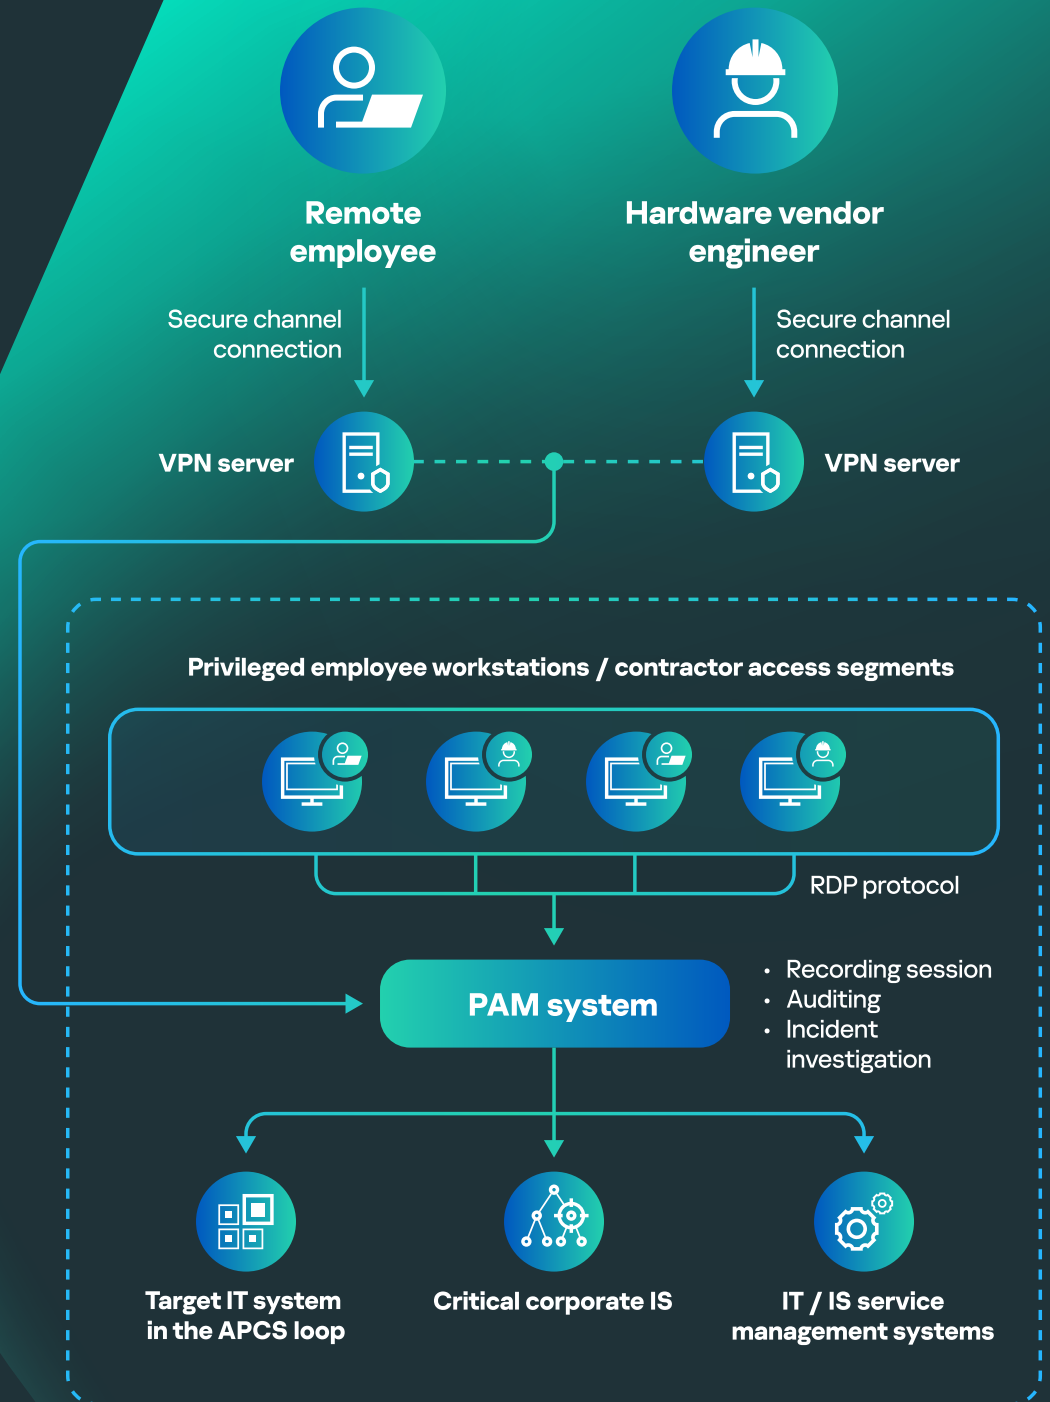 Remote
employee
Hardware vendor
engineer
Secure channel
connection
Secure channel
connection
VPN server
VPN server
Privileged employee workstations / contractor access segments
RDP protocol
PAM system
• Recording session
• Auditing
• Incident
investigation
Target IT system
in the APCS loop
Critical corporate IS
IT / IS service
management systems